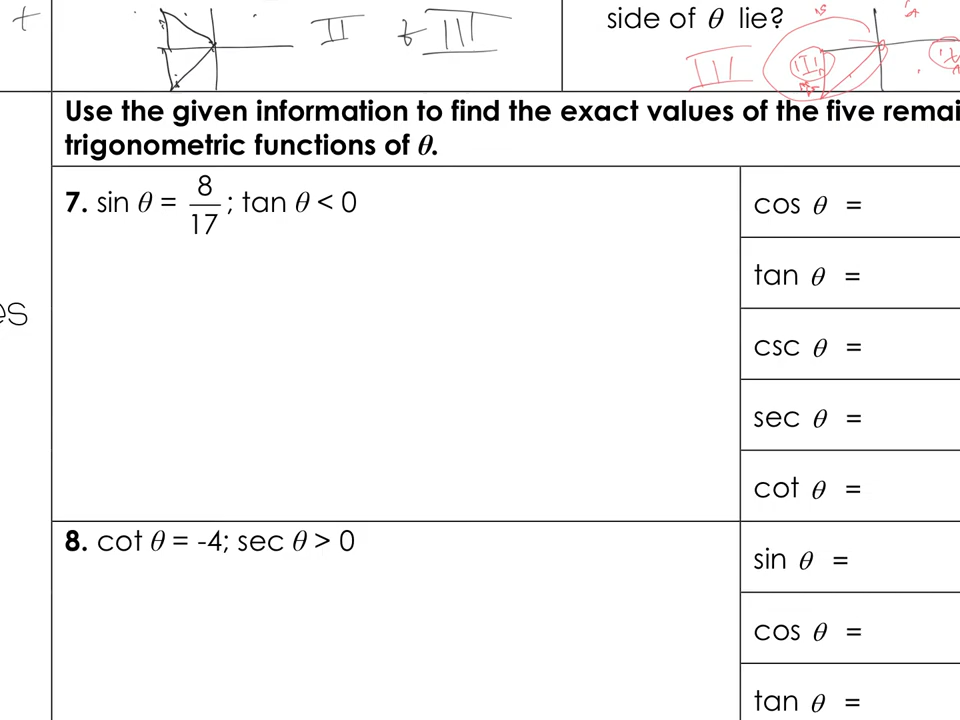 side of θ lie?
II & III
III
III
Use the given information to find the exact values of the five remai
trigonometric functions of θ.
7. sin θ = 8/17 ; tan θ < 0
cos θ =
tan θ =
csc θ =
sec θ =
cot θ =
es
8. cot θ = -4; sec θ > 0
sin θ =
cos θ =
tan θ =